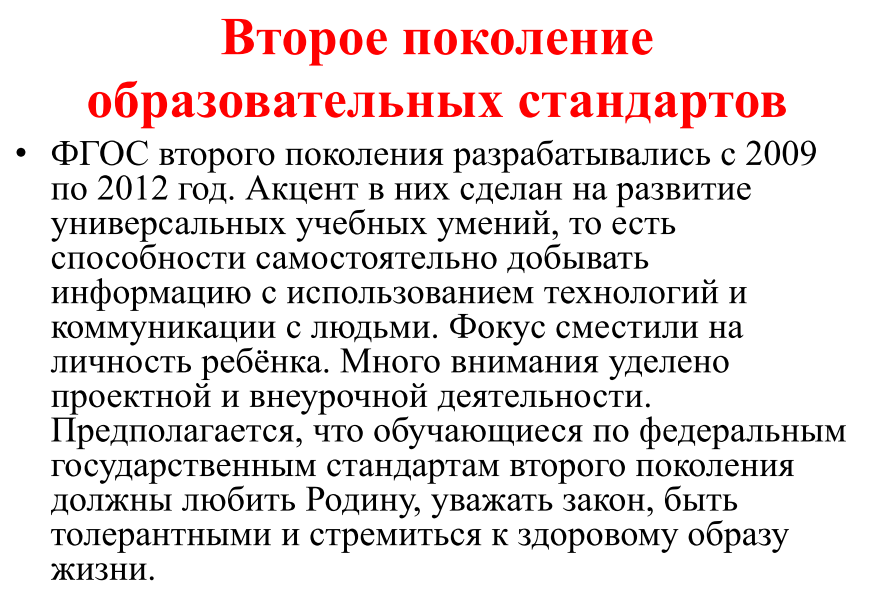 Второе поколение
образовательных стандартов
• ФГОС второго поколения разрабатывались с 2009
по 2012 год. Акцент в них сделан на развитие
универсальных учебных умений, то есть
способности самостоятельно добывать
информацию с использованием технологий и
коммуникации с людьми. Фокус сместили на
личность ребёнка. Много внимания уделено
проектной и внеурочной деятельности.
Предполагается, что обучающиеся по федеральным
государственным стандартам второго поколения
должны любить Родину, уважать закон, быть
толерантными и стремиться к здоровому образу
жизни.